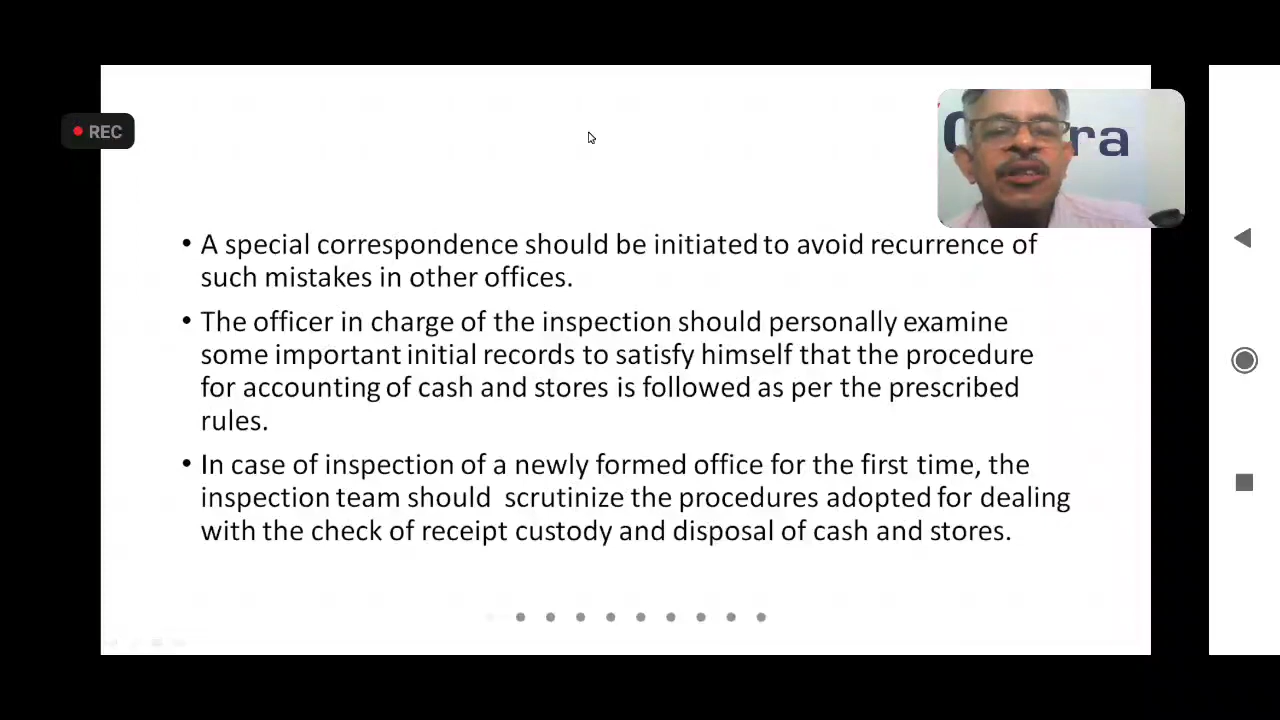 REC
ra
• A special correspondence should be initiated to avoid recurrence of
such mistakes in other offices.
• The officer in charge of the inspection should personally examine
some important initial records to satisfy himself that the procedure
for accounting of cash and stores is followed as per the prescribed
rules.
• In case of inspection of a newly formed office for the first time, the
inspection team should scrutinize the procedures adopted for dealing
with the check of receipt custody and disposal of cash and stores.